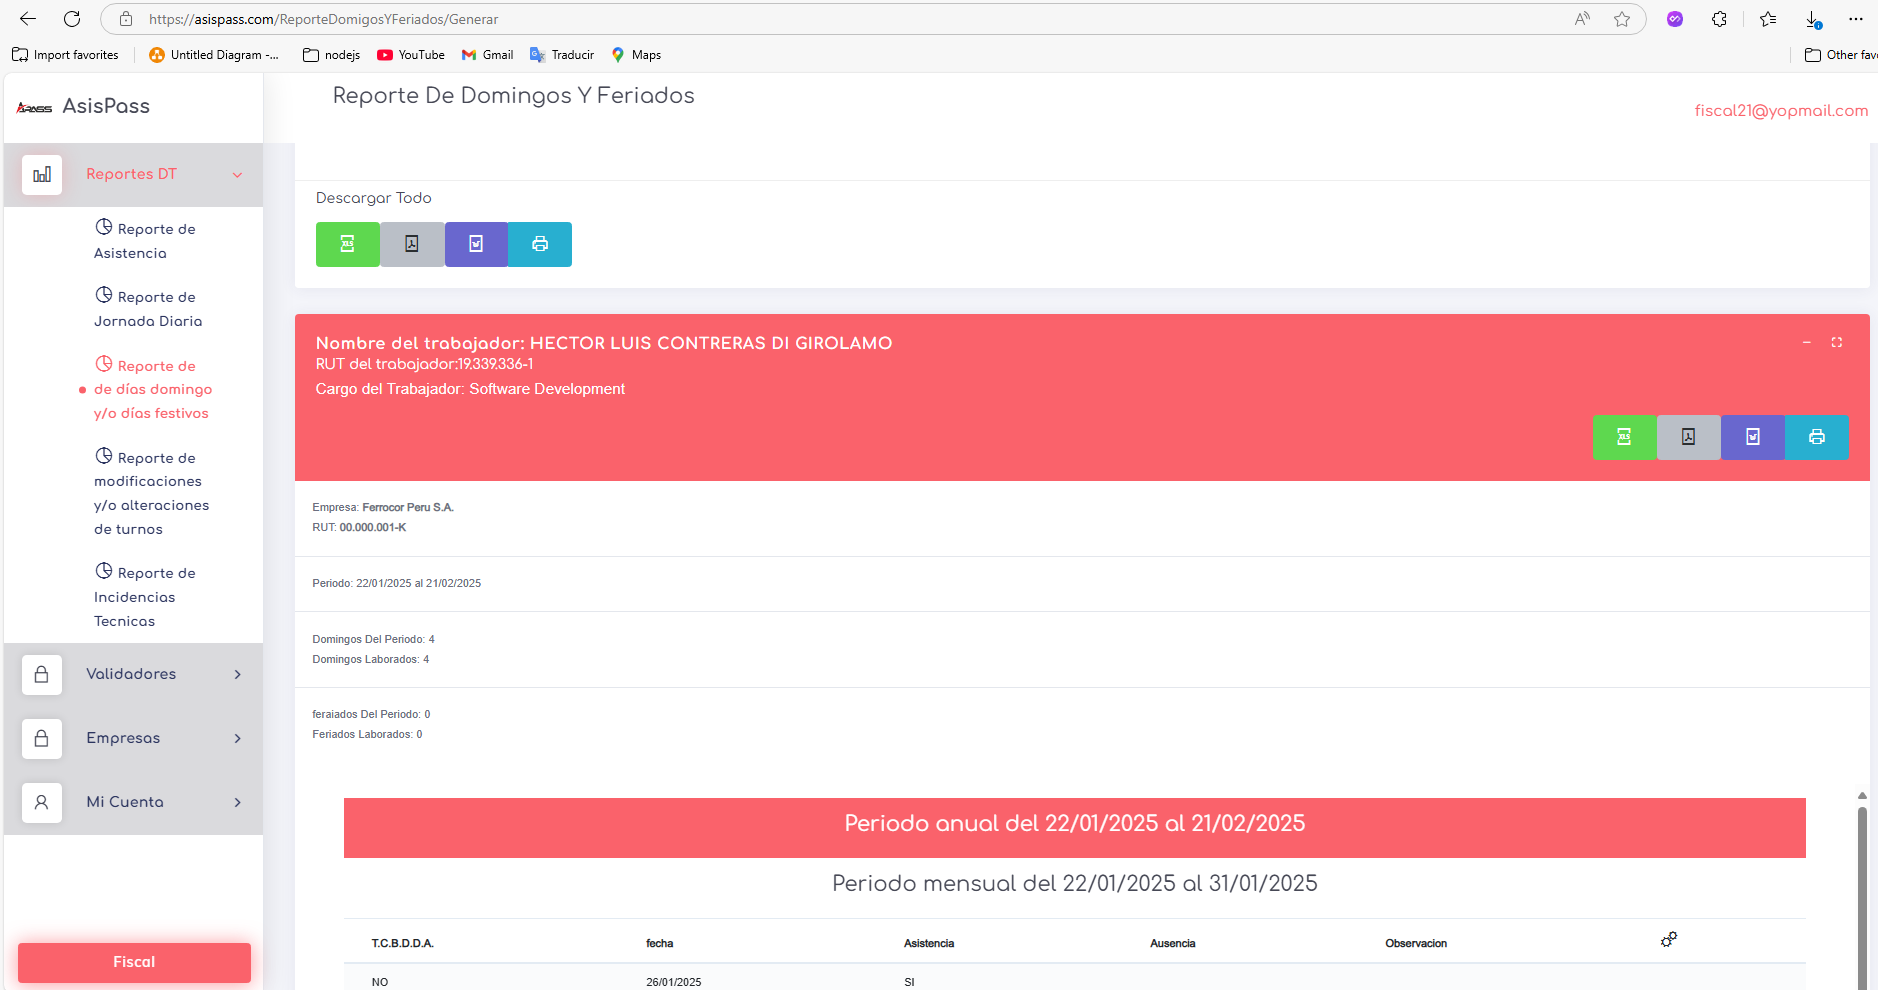 https://asispass.com/ReporteDomigosYFeriados/Generar
Import favorites
Untitled Diagram -...
nodejs
YouTube
Gmail
Traducir
Maps
Other favo
AsisPass
Reporte De Domingos Y Feriados
fiscal21@yopmail.com
Reportes DT
Reporte de
Asistencia
Reporte de
Jornada Diaria
Reporte de
de días domingo
y/o días festivos
Reporte de
modificaciones
y/o alteraciones
de turnos
Reporte de
Incidencias
Tecnicas
Validadores
Empresas
Mi Cuenta
Fiscal
Descargar Todo
XLS
Nombre del trabajador: HECTOR LUIS CONTRERAS DI GIROLAMO
RUT del trabajador:19,339,336-1
Cargo del Trabajador: Software Development
XLS
Empresa: Ferrocor Peru S.A.
RUT: 00.000.001-K
Periodo: 22/01/2025 al 21/02/2025
Domingos Del Periodo: 4
Domingos Laborados: 4
feraiados Del Periodo: 0
Feriados Laborados: 0
Periodo anual del 22/01/2025 al 21/02/2025
Periodo mensual del 22/01/2025 al 31/01/2025
T.C.B.D.D.A. fecha Asistencia Ausencia Observacion
NO 26/01/2025 SI